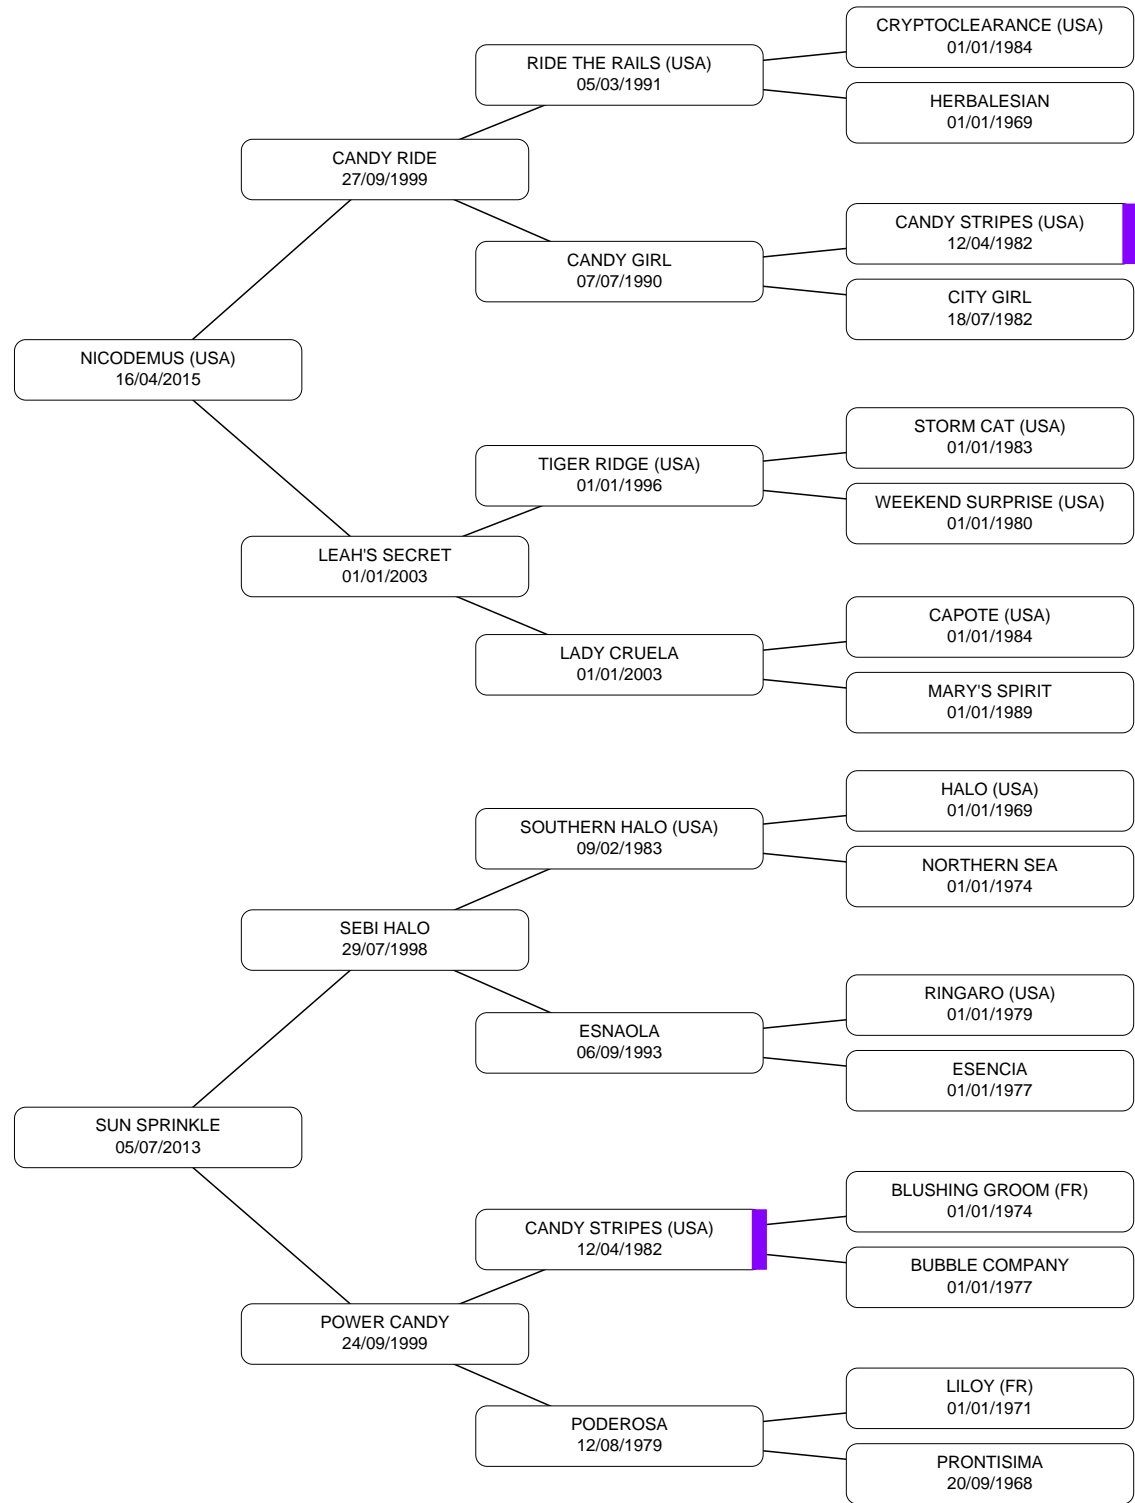 CRYPTOCLEARANCE (USA)
01/01/1984
RIDE THE RAILS (USA)
05/03/1991
HERBALESIAN
01/01/1969
CANDY RIDE
27/09/1999
CANDY STRIPES (USA)
12/04/1982
CANDY GIRL
07/07/1990
CITY GIRL
18/07/1982
NICODEMUS (USA)
16/04/2015
STORM CAT (USA)
01/01/1983
TIGER RIDGE (USA)
01/01/1996
WEEKEND SURPRISE (USA)
01/01/1980
LEAH'S SECRET
01/01/2003
CAPOTE (USA)
01/01/1984
LADY CRUELA
01/01/2003
MARY'S SPIRIT
01/01/1989
HALO (USA)
01/01/1969
SOUTHERN HALO (USA)
09/02/1983
NORTHERN SEA
01/01/1974
SEBI HALO
29/07/1998
RINGARO (USA)
01/01/1979
ESNAOLA
06/09/1993
ESENCIA
01/01/1977
SUN SPRINKLE
05/07/2013
BLUSHING GROOM (FR)
01/01/1974
CANDY STRIPES (USA)
12/04/1982
BUBBLE COMPANY
01/01/1977
POWER CANDY
24/09/1999
LILOY (FR)
01/01/1971
PODEROSA
12/08/1979
PRONTISIMA
20/09/1968